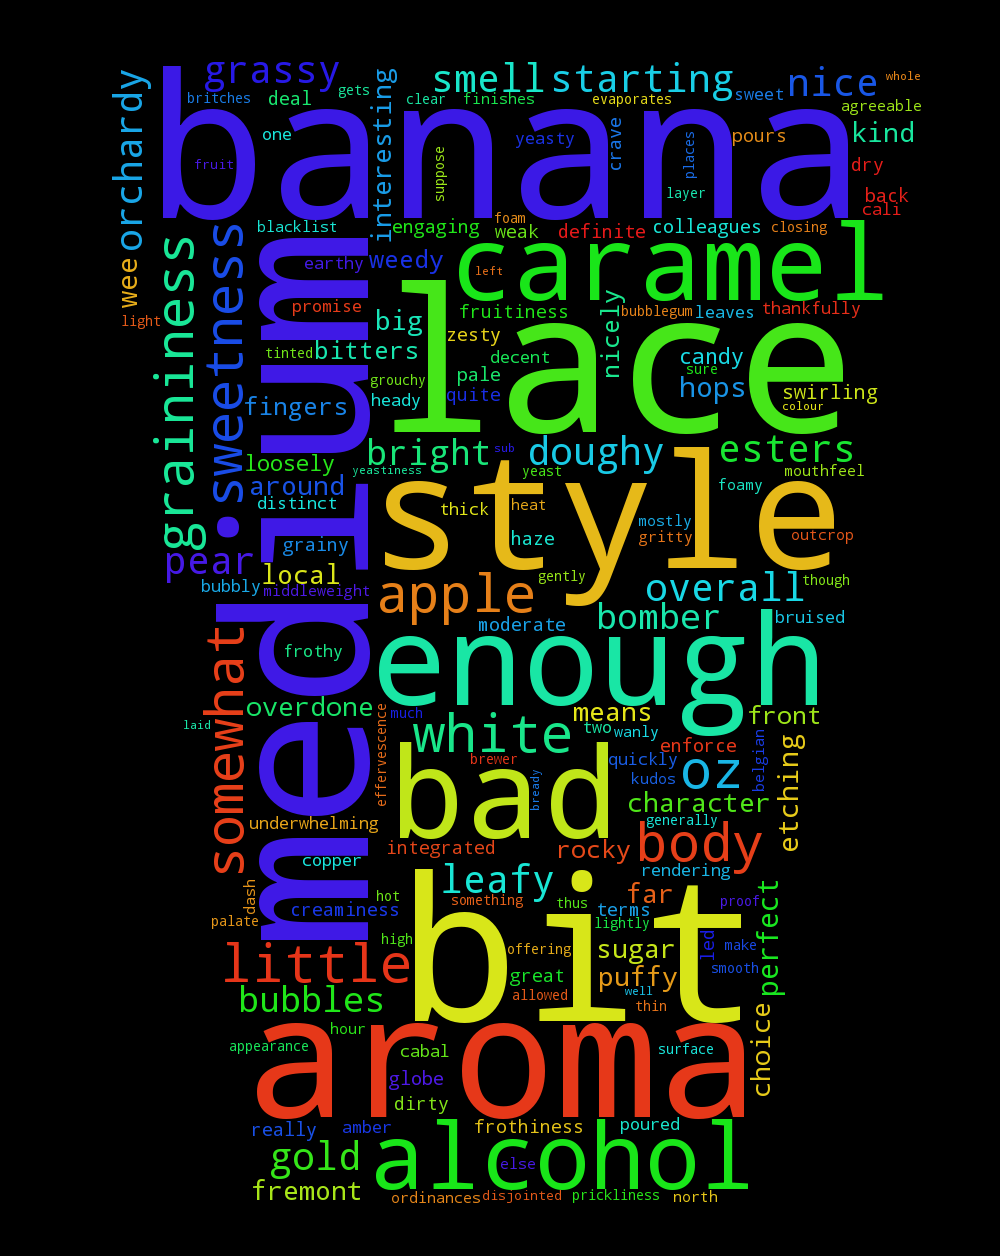 whole
grassy
smell starting nice
britches deal gets clear finishes evaporates sweet agreeable
banana
orchardy
interesting
one yeasty crave places pours kind
fruit suppose layer dry
back
cali
blacklist engaging foam weak definite colleagues closing
graininess
sweetness
wee
earthy weedy left caramel
light promise big fruitiness nicely bubblegum leaves thankfully
medium
lace
tinted bitters zesty decent candy
grouchy pale sure
fingers heady quite hops swirling
colour
loosely bright sub doughy esters
yeastiness yeast mouthfeel
around foamy
distinct thick heat style mostly
grainy haze gritty outcrop
pear local gently overall though
bubbly middleweight apple
moderate bomber bruised
somewhat
frothy enough
overdone much means front
laid effervescence white two wanly
brewer enforce belgian etching
quickly oz
bready kudos
bad character
underwhelming generally
copper integrated rocky body
rendering
dash leafy far perfect
hot something thus terms proof
creaminess lightly led
palate high offering sugar make
little great puffy smooth
well
bubbles allowed thin
bit
hour choice
appearance cabal surface
aroma
globe
dirty
really amber frothiness poured
gold alcohol
else
fremont ordinances disjointed prickliness north